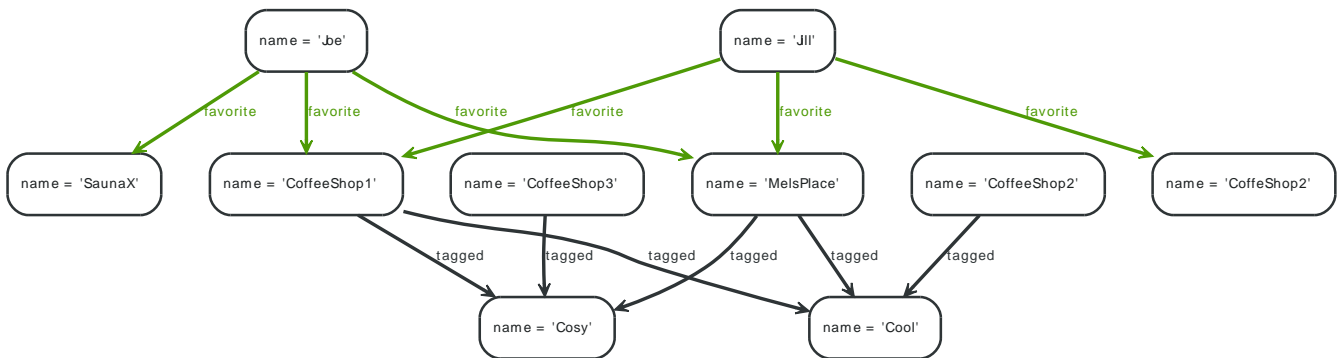 name = 'Joe'
name = 'Jill'
favorite
favorite
favorite
favorite
favorite
favorite
name = 'SaunaX'
name = 'CoffeeShop1'
name = 'CoffeeShop3'
name = 'MelsPlace'
name = 'CoffeeShop2'
name = 'CoffeShop2'
tagged
tagged
tagged
tagged
tagged
tagged
name = 'Cosy'
name = 'Cool'